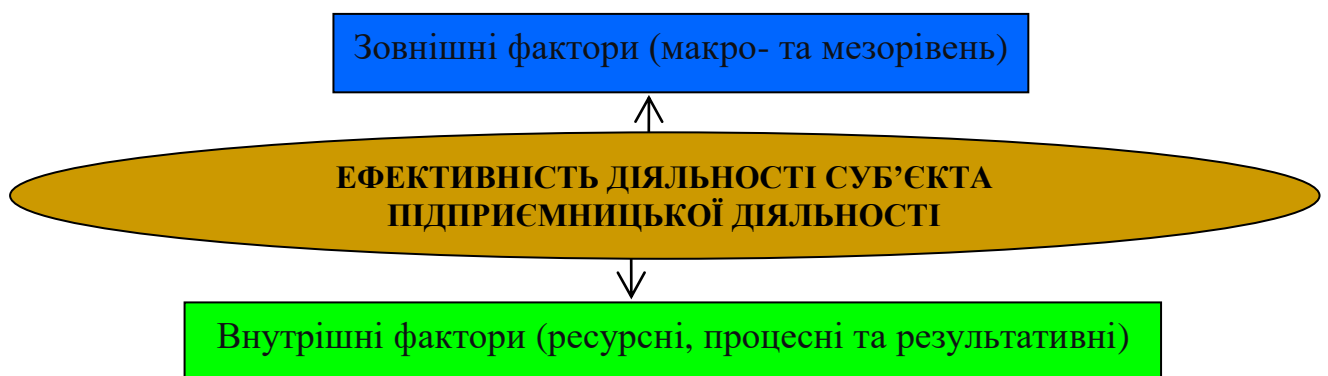 Зовнішні фактори (макро- та мезорівень)
ЕФЕКТИВНІСТЬ ДІЯЛЬНОСТІ СУБ’ЄКТА
ПІДПРИЄМНИЦЬКОЇ ДІЯЛЬНОСТІ
Внутрішні фактори (ресурсні, процесні та результативні)